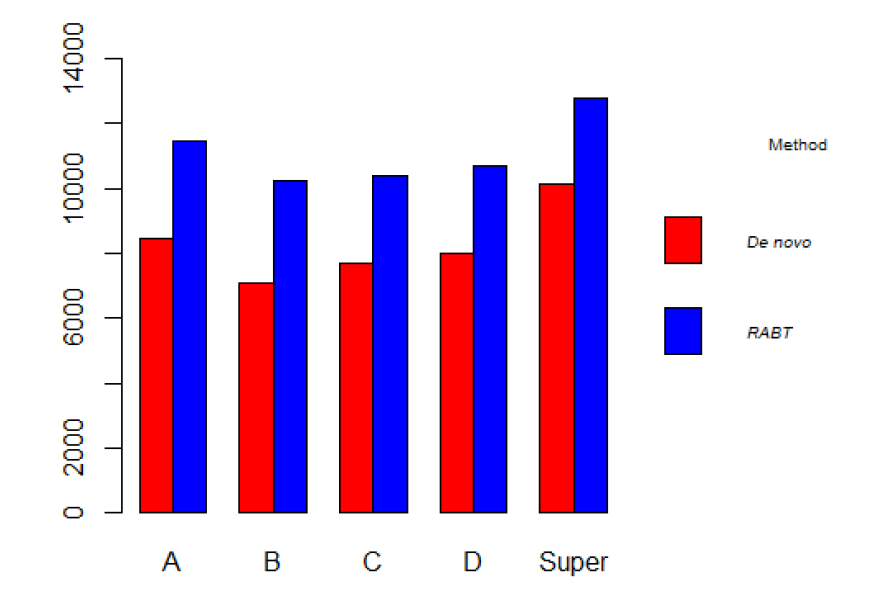 14000
10000
6000
2000
0
A B C D Super
Method
De novo
RABT